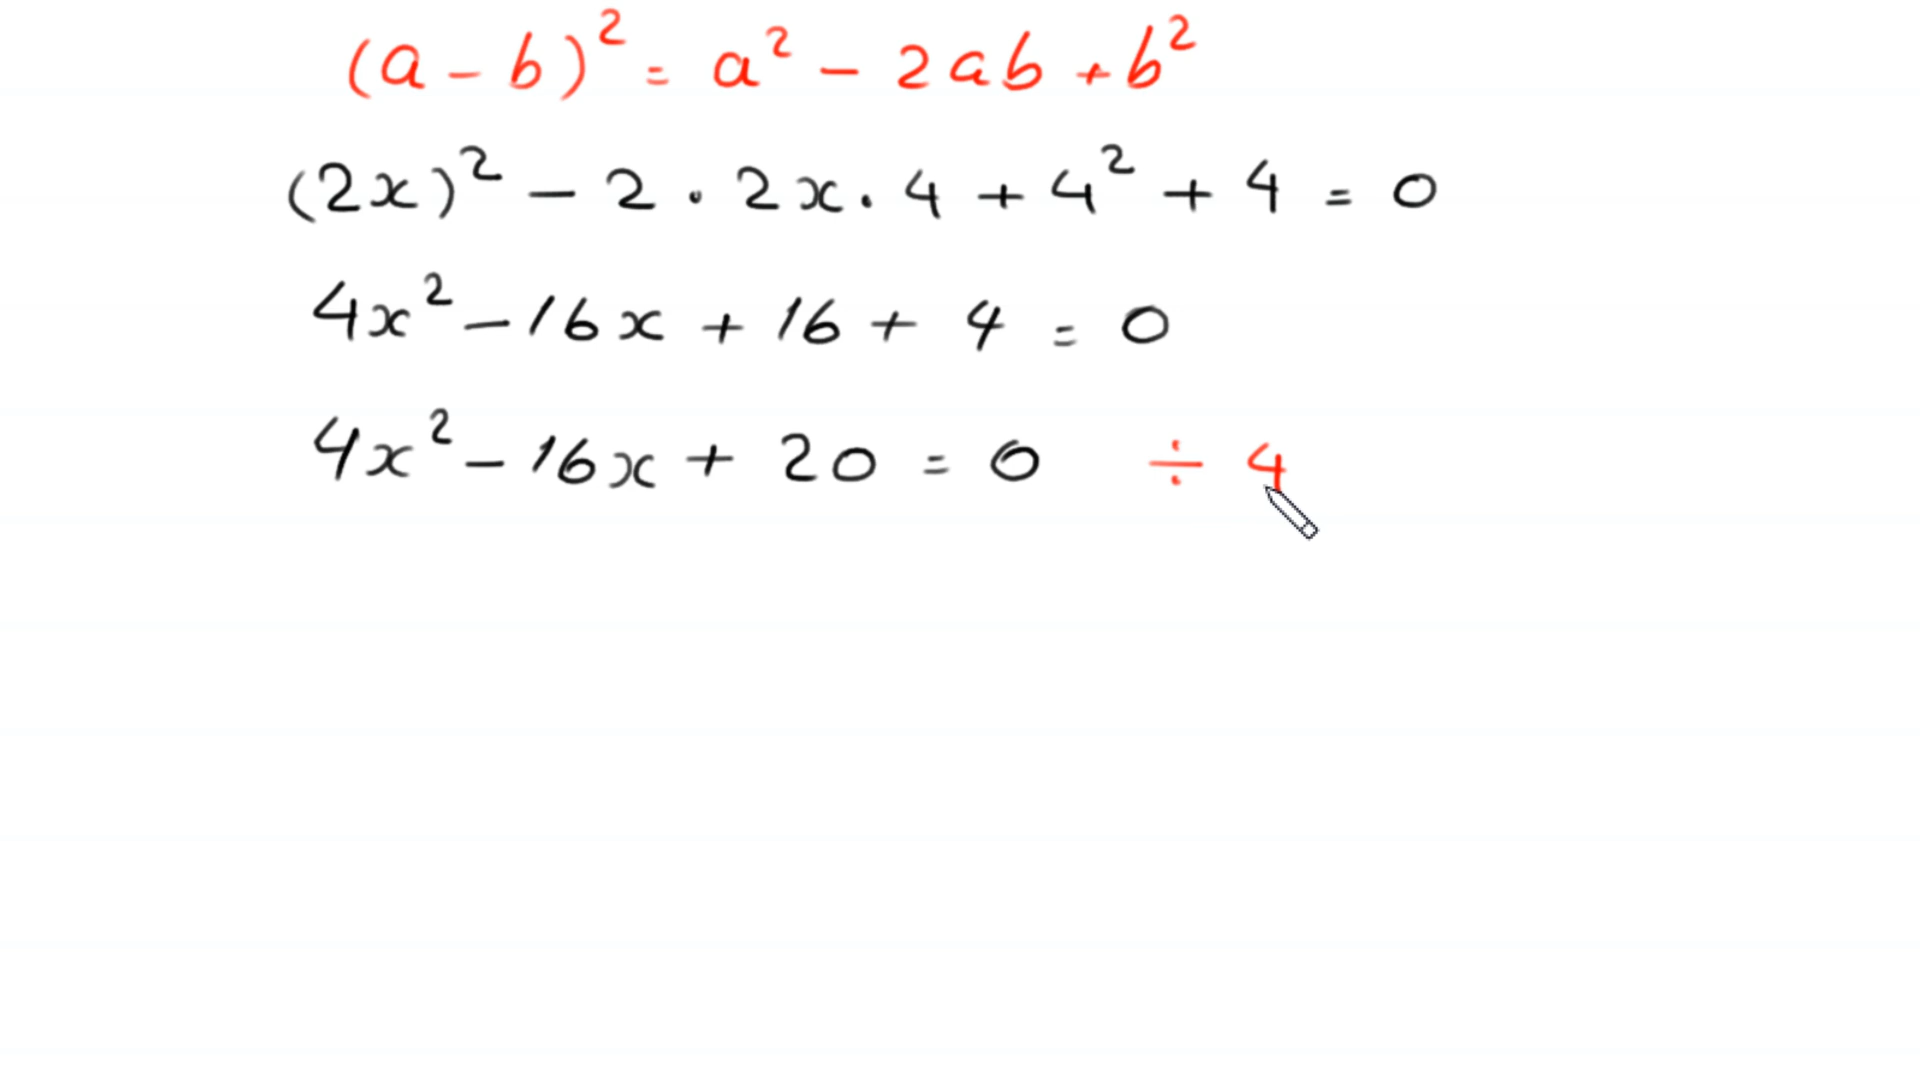 (a - b)² = a² - 2ab + b²
(2x)² - 2 · 2x · 4 + 4² + 4 = 0
4x² - 16x + 16 + 4 = 0
4x² - 16x + 20 = 0 ÷ 4